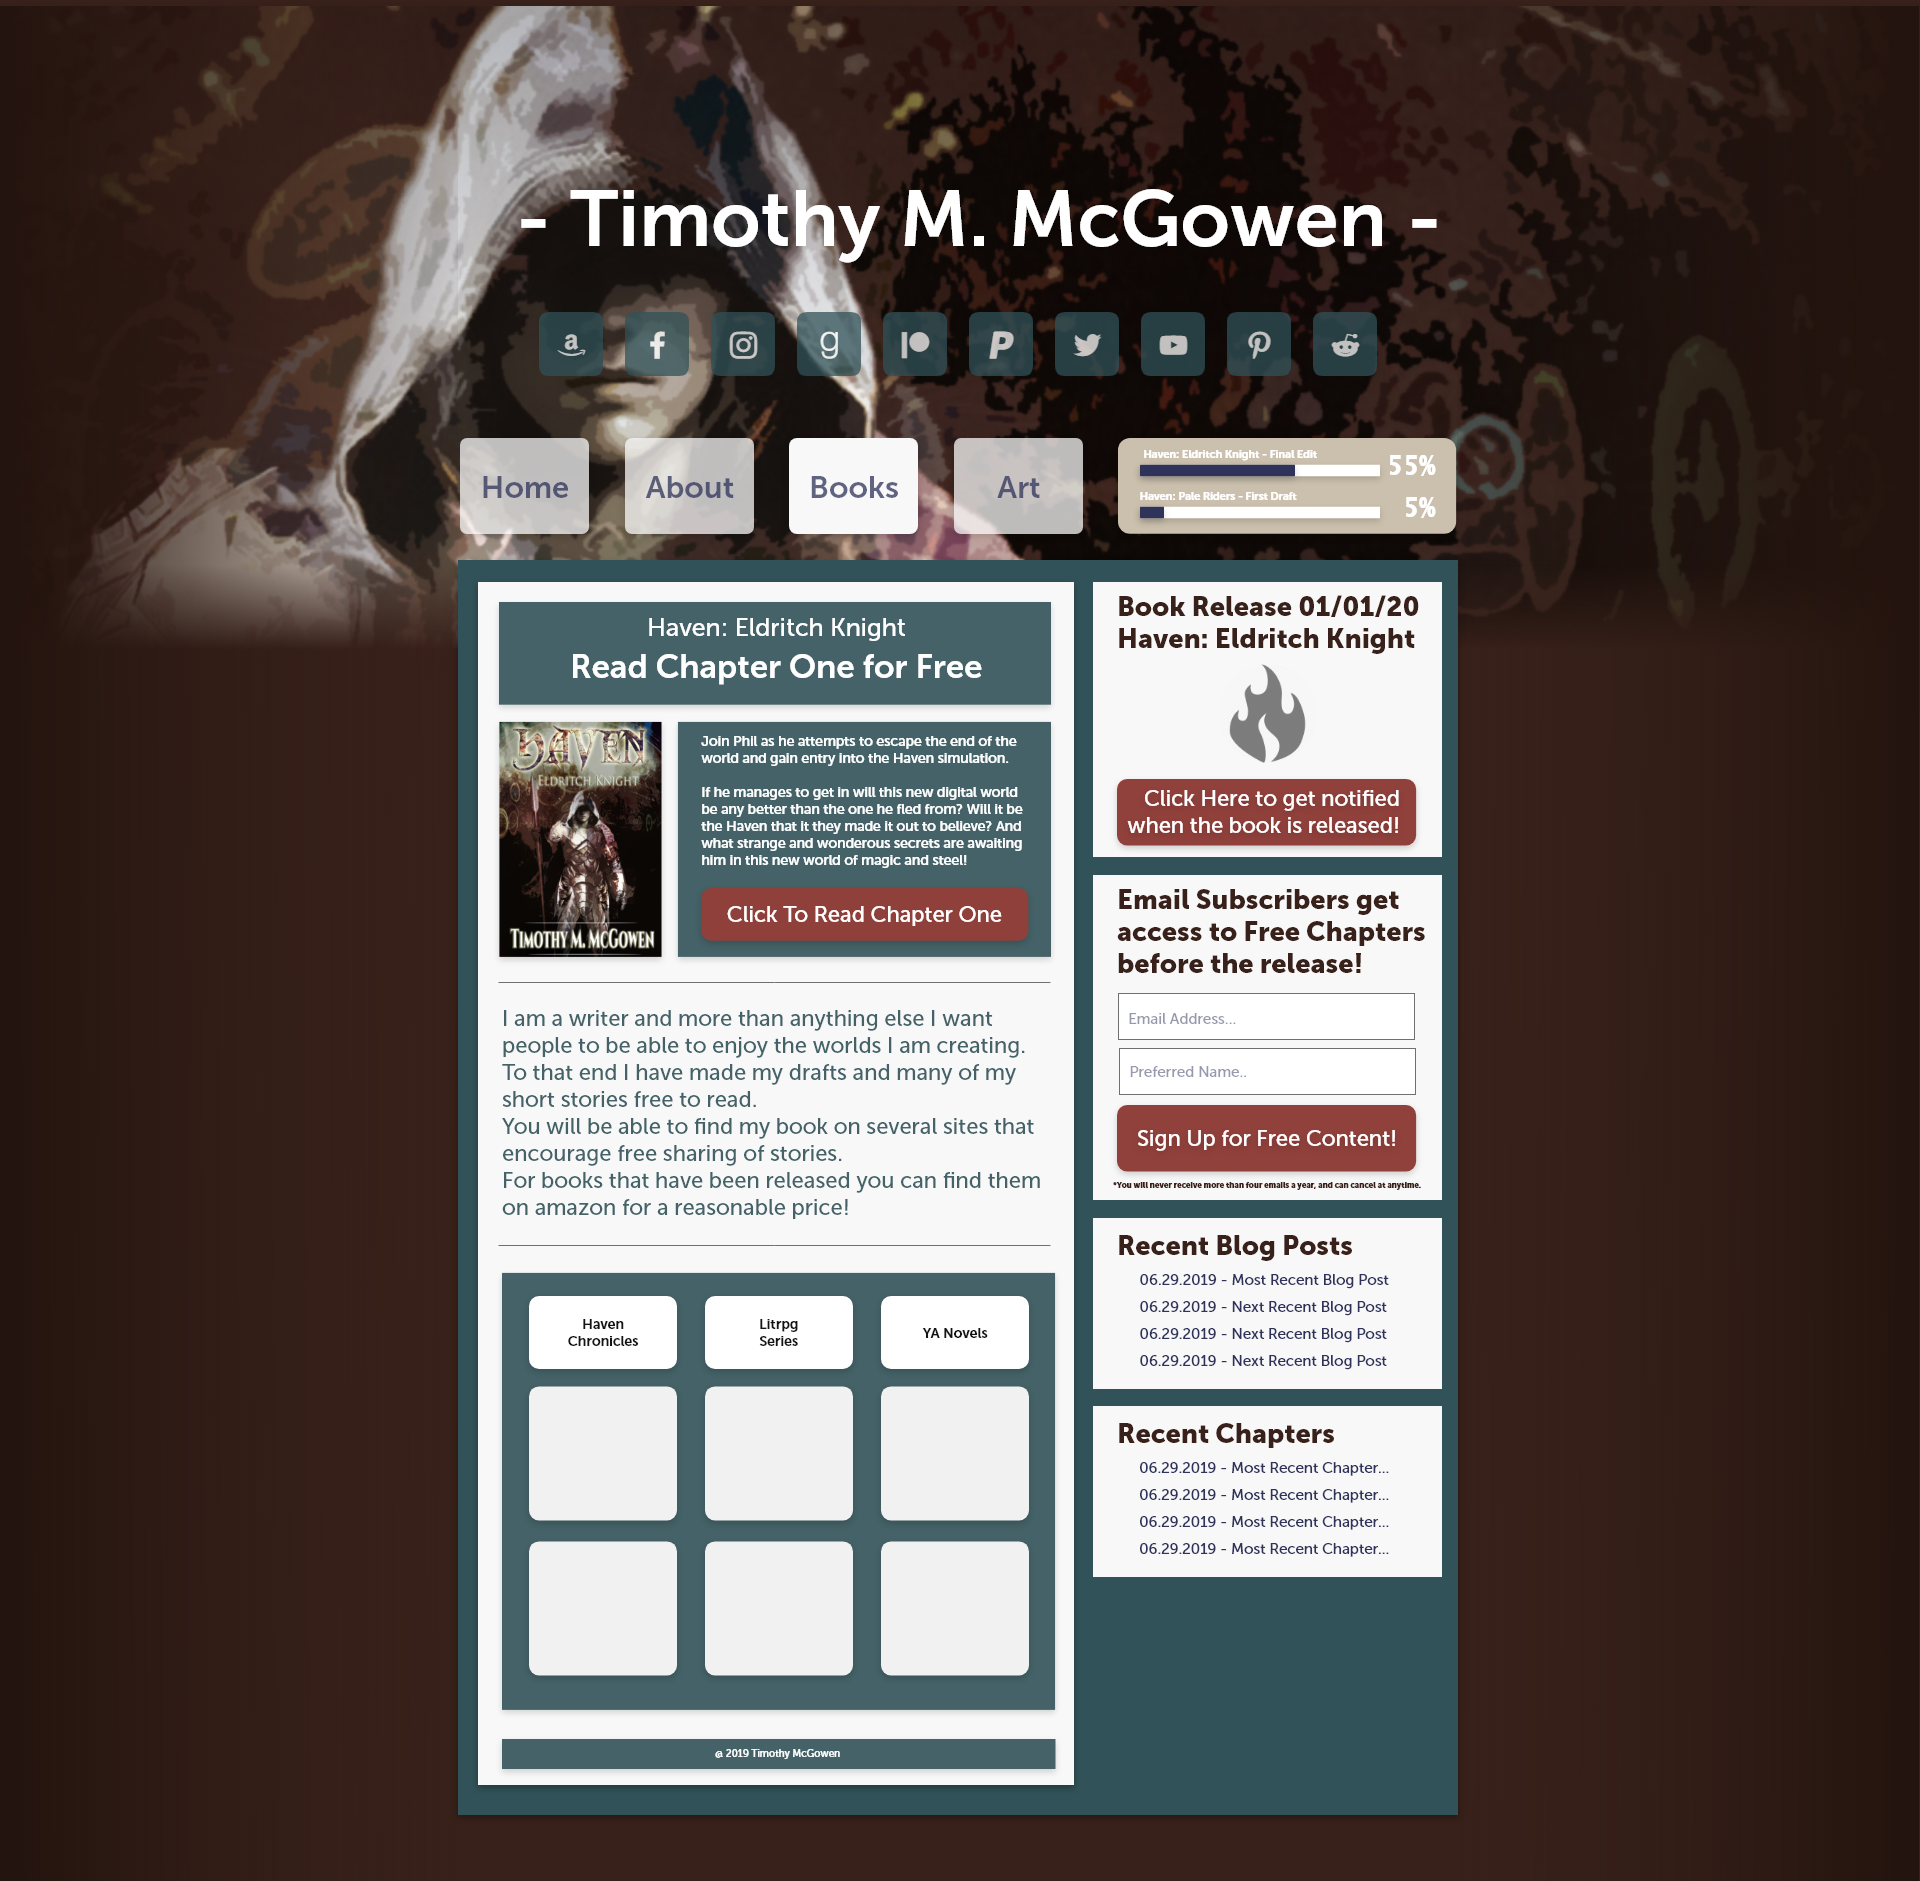 - Timothy M. McGowen -
Home
About
Books
Art
Haven: Eldritch Knight - Final Edit
55%
Haven: Pale Riders - First Draft
5%
Haven: Eldritch Knight
Read Chapter One for Free
HAVEN
ELDRITCH KNIGHT
TIMOTHY M. MCGOWEN
Join Phil as he attempts to escape the end of the
world and gain entry into the Haven simulation.
If he manages to get in will this new digital world
be any better than the one he fled from? Will it be
the Haven that it they made it out to believe? And
what strange and wonderous secrets are awaiting
him in this new world of magic and steel!
Click To Read Chapter One
I am a writer and more than anything else I want
people to be able to enjoy the worlds I am creating.
To that end I have made my drafts and many of my
short stories free to read.
You will be able to find my book on several sites that
encourage free sharing of stories.
For books that have been released you can find them
on amazon for a reasonable price!
Haven
Chronicles
Litrpg
Series
YA Novels
@ 2019 Timothy McGowen
Book Release 01/01/20
Haven: Eldritch Knight
Click Here to get notified
when the book is released!
Email Subscribers get
access to Free Chapters
before the release!
Email Address...
Preferred Name..
Sign Up for Free Content!
*You will never receive more than four emails a year, and can cancel at anytime.
Recent Blog Posts
06.29.2019 - Most Recent Blog Post
06.29.2019 - Next Recent Blog Post
06.29.2019 - Next Recent Blog Post
06.29.2019 - Next Recent Blog Post
Recent Chapters
06.29.2019 - Most Recent Chapter...
06.29.2019 - Most Recent Chapter...
06.29.2019 - Most Recent Chapter...
06.29.2019 - Most Recent Chapter...